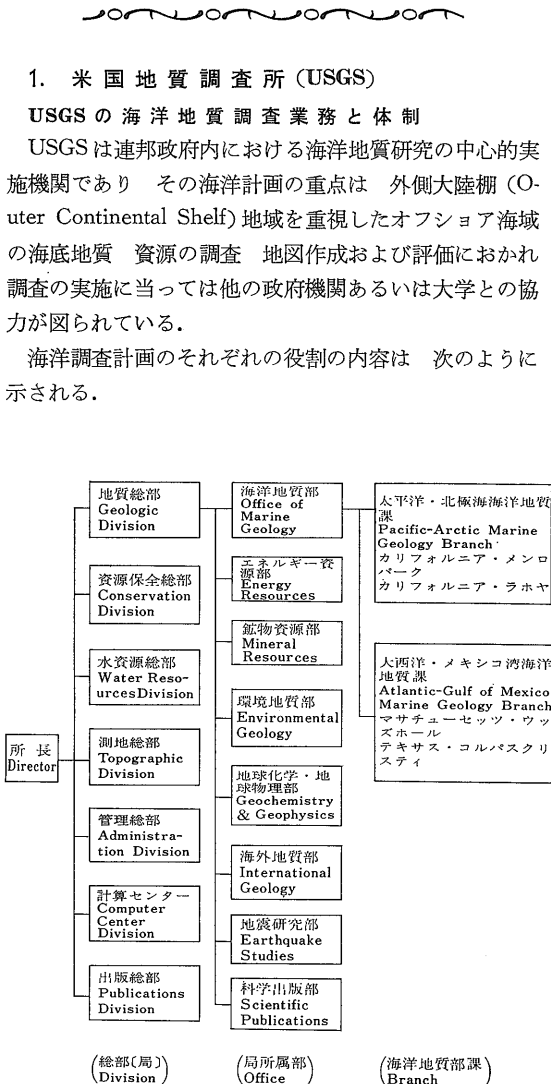 1. 米国地質調査所(USGS)
USGSの海洋地質調査業務と体制
USGSは連邦政府内における海洋地質研究の中心的実
施機関であり その海洋計画の重点は 外側大陸棚(O-
uter Continental Shelf)地域を重視したオフショア海域
の海底地質 資源の調査 地図作成および評価におかれ
調査の実施に当っては他の政府機関あるいは大学との協
力が図られている.
海洋調査計画のそれぞれの役割の内容は 次のように
示される.
所長
Director
地質総部
Geologic
Division
資源保全総部
Conservation
Division
水資源総部
Water Reso-
urces Division
測地総部
Topographic
Division
管理総部
Administra-
tion Division
計算センター
Computer
Center
Division
出版総部
Publications
Division
(総部〔局〕
Division)
海洋地質部
Office of
Marine
Geology
エネルギー資
源部
Energy
Resources
鉱物資源部
Mineral
Resources
環境地質部
Environmental
Geology
地球化学・地
球物理部
Geochemistry
& Geophysics
海外地質部
International
Geology
地震研究部
Earthquake
Studies
科学出版部
Scientific
Publications
(局所属部
Office)
太平洋・北極海海洋地質
課
Pacific-Arctic Marine
Geology Branch
カリフォルニア・メンロ
パーク
カリフォルニア・ラホヤ
大西洋・メキシコ湾海洋
地質課
Atlantic-Gulf of Mexico
Marine Geology Branch
マサチューセッツ・ウッ
ズホール
テキサス・コルパスクリ
スティ
(海洋地質部課
Branch)